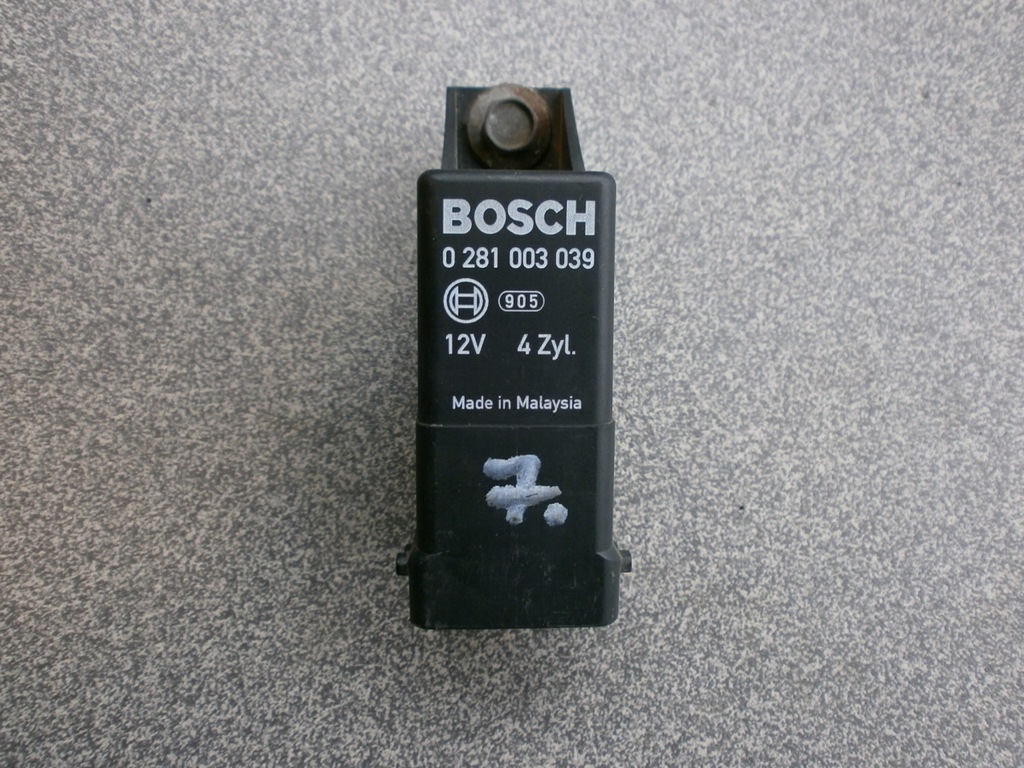 BOSCH
0 281 003 039
905
12V 4 Zyl.
Made in Malaysia
7.